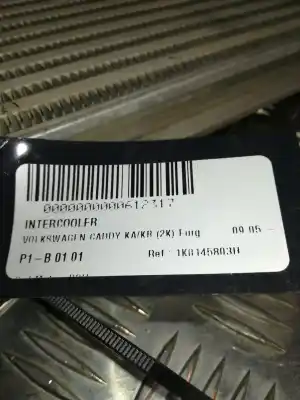 0000000000612317
INTERCOOLER
VOLKSWAGEN CADDY KA/KB (2K) Furg 09.05 -
P1-B 01 01 Ref: 1K0145803H